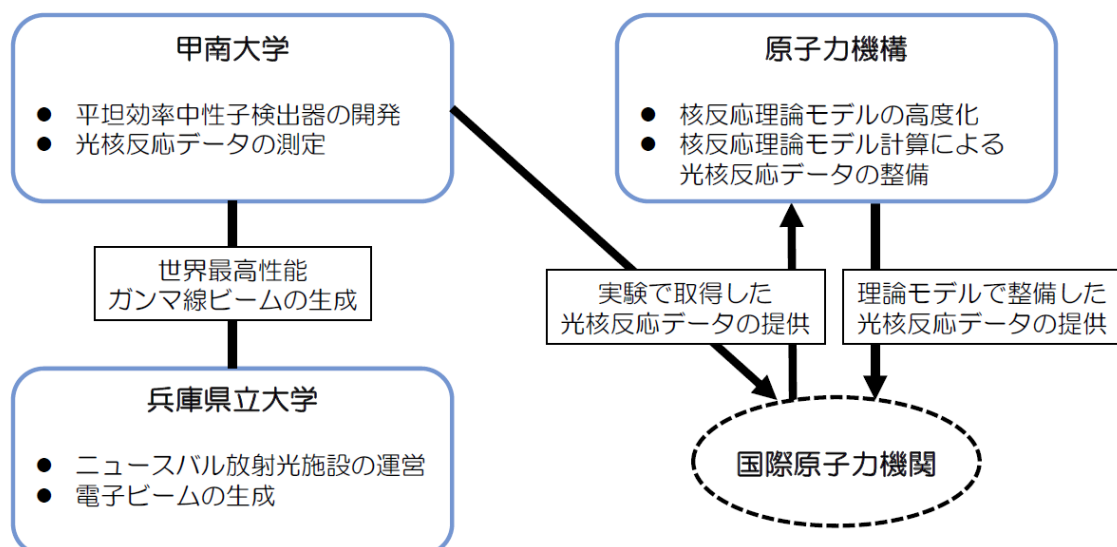 甲南大学
● 平坦効率中性子検出器の開発
● 光核反応データの測定
世界最高性能
ガンマ線ビームの生成
兵庫県立大学
● ニュースバル放射光施設の運営
● 電子ビームの生成
原子力機構
● 核反応理論モデルの高度化
● 核反応理論モデル計算による
光核反応データの整備
実験で取得した
光核反応データの提供
理論モデルで整備した
光核反応データの提供
国際原子力機関